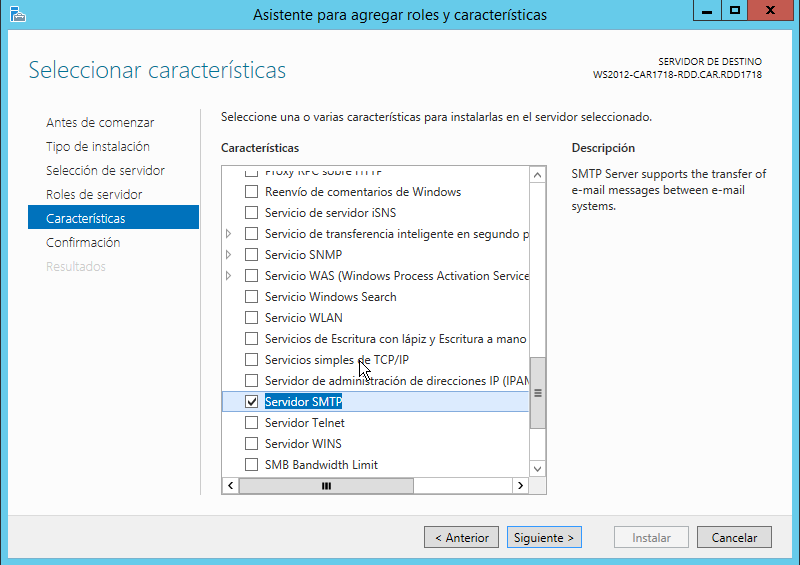 Asistente para agregar roles y características
Seleccionar características
SERVIDOR DE DESTINO
WS2012-CAR1718-RDD.CAR.RDD1718
Antes de comenzar
Tipo de instalación
Selección de servidor
Roles de servidor
Características
Confirmación
Resultados
Seleccione una o varias características para instalarlas en el servidor seleccionado.
Características
Proxy RPC sobre HTTP
Reenvío de comentarios de Windows
Servicio de servidor iSNS
Servicio de transferencia inteligente en segundo p
Servicio SNMP
Servicio WAS (Windows Process Activation Service
Servicio Windows Search
Servicio WLAN
Servicios de Escritura con lápiz y Escritura a mano
Servicios simples de TCP/IP
Servidor de administración de direcciones IP (IPAM
Servidor SMTP
Servidor Telnet
Servidor WINS
SMB Bandwidth Limit
Descripción
SMTP Server supports the transfer of
e-mail messages between e-mail
systems.
< Anterior
Siguiente >
Instalar
Cancelar